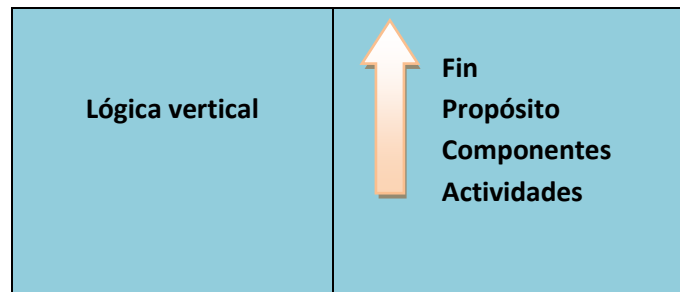 Lógica vertical
Fin
Propósito
Componentes
Actividades